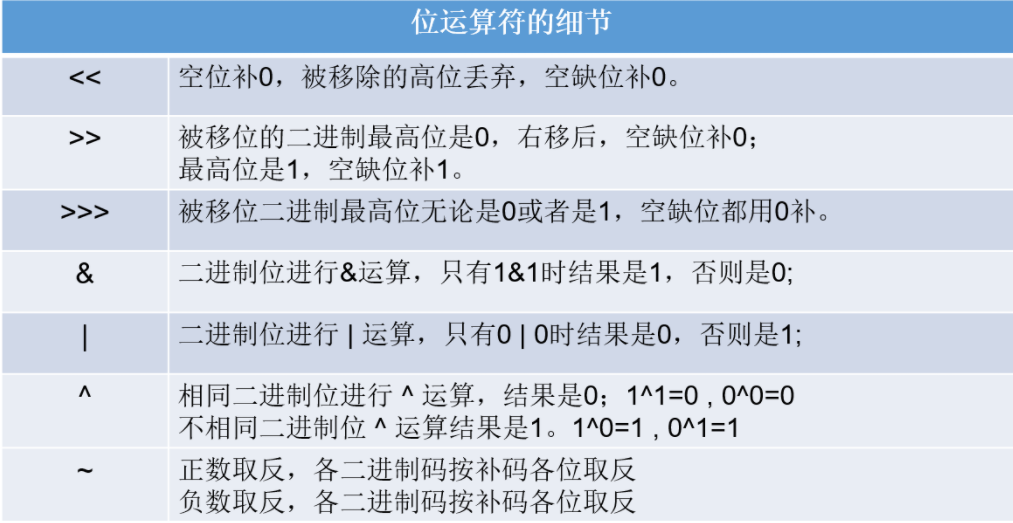 位运算符的细节
<< 空位补0，被移除的高位丢弃，空缺位补0。
>> 被移位的二进制最高位是0，右移后，空缺位补0；
最高位是1，空缺位补1。
>>> 被移位二进制最高位无论是0或者是1，空缺位都用0补。
& 二进制位进行&运算，只有1&1时结果是1，否则是0;
| 二进制位进行 | 运算，只有0 | 0时结果是0，否则是1;
^ 相同二进制位进行 ^ 运算，结果是0；1^1=0 , 0^0=0
不相同二进制位 ^ 运算结果是1。1^0=1 , 0^1=1
~ 正数取反，各二进制码按补码各位取反
负数取反，各二进制码按补码各位取反